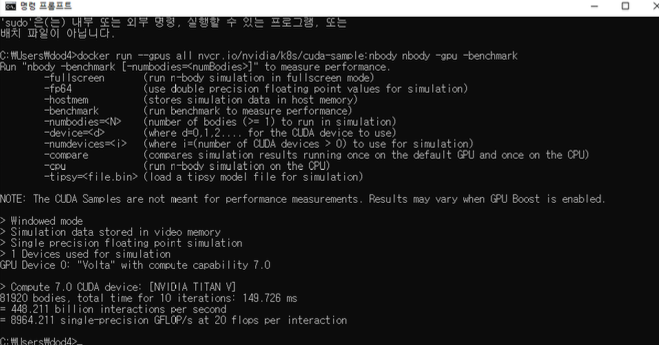 명령 프롬프트
'sudo'은(는) 내부 또는 외부 명령, 실행할 수 있는 프로그램, 또는
배치 파일이 아닙니다.
C:₩Users₩dod4>docker run --gpus all nvcr.io/nvidia/k8s/cuda-sample:nbody nbody -gpu -benchmark
Run "nbody -benchmark [-numbodies=<numBodies>]" to measure performance.
-fullscreen (run n-body simulation in fullscreen mode)
-fp64 (use double precision floating point values for simulation)
-hostmem (stores simulation data in host memory)
-benchmark (run benchmark to measure performance)
-numbodies=<N> (number of bodies (>= 1) to run in simulation)
-device=<d> (where d=0,1,2.... for the CUDA device to use)
-numdevices=<i> (where i=(number of CUDA devices > 0) to use for simulation)
-compare (compares simulation results running once on the default GPU and once on the CPU)
-cpu (run n-body simulation on the CPU)
-tipsy=<file.bin> (load a tipsy model file for simulation)
NOTE: The CUDA Samples are not meant for performance measurements. Results may vary when GPU Boost is enabled.
> Windowed mode
> Simulation data stored in video memory
> Single precision floating point simulation
> 1 Devices used for simulation
GPU Device 0: "Volta" with compute capability 7.0
> Compute 7.0 CUDA device: [NVIDIA TITAN V]
81920 bodies, total time for 10 iterations: 149.726 ms
= 448.211 billion interactions per second
= 8964.211 single-precision GFLOP/s at 20 flops per interaction
C:₩Users₩dod4>_